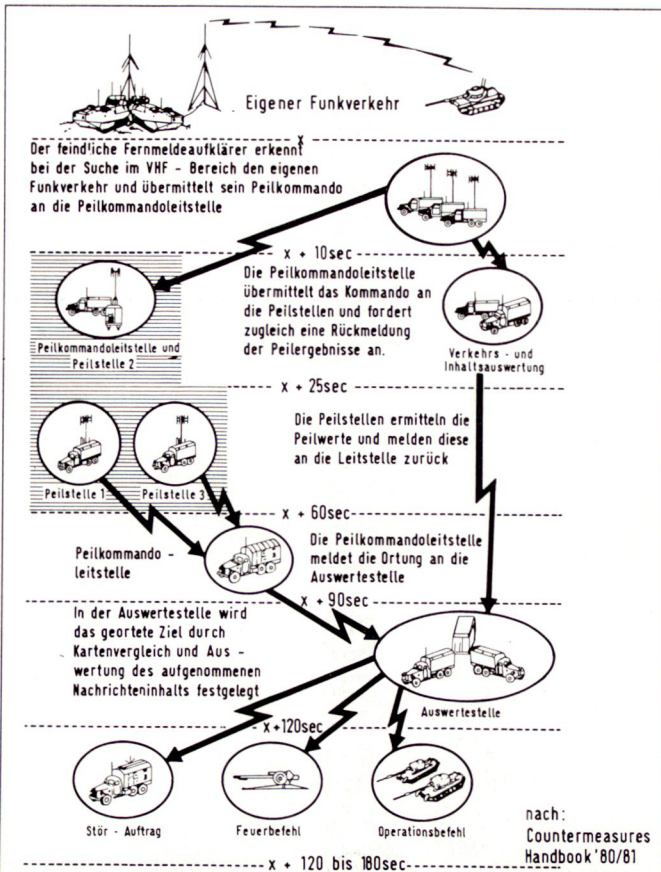 Eigener Funkverkehr
x
Der feindliche Fernmeldeaufklärer erkennt
bei der Suche im VHF - Bereich den eigenen
Funkverkehr und übermittelt sein Peilkommando
an die Peilkommandoleitstelle
x + 10sec
Die Peilkommandoleitstelle
übermittelt das Kommando an
die Peilstellen und fordert
zugleich eine Rückmeldung
der Peilergebnisse an.
Peilkommandoleitstelle und
Peilstelle 2
Verkehrs - und
Inhaltsauswertung
x + 25sec
Die Peilstellen ermitteln die
Peilwerte und melden diese
an die Leitstelle zurück
Peilstelle 1
Peilstelle 3
x + 60sec
Peilkommando -
leitstelle
Die Peilkommandoleitstelle
meldet die Ortung an die
Auswertestelle
x + 90sec
In der Auswertestelle wird
das geortete Ziel durch
Kartenvergleich und Aus -
wertung des aufgenommenen
Nachrichteninhalts festgelegt
Auswertestelle
x +120sec
Stör - Auftrag
Feuerbefehl
Operationsbefehl
nach:
Countermeasures
Handbook '80/81
x + 120 bis 180sec